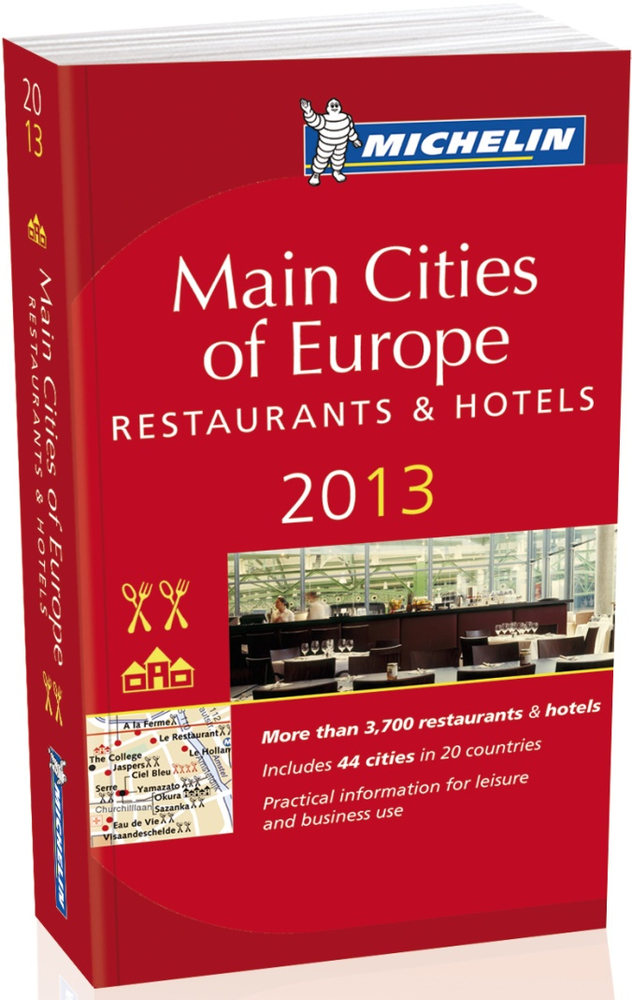 20
13
Main Cities of Europe
RESTAURANTS & HOTELS
MICHELIN
MICHELIN
Main Cities
of Europe
RESTAURANTS & HOTELS
2013
More than 3,700 restaurants & hotels
Includes 44 cities in 20 countries
Practical information for leisure
and business use
A la Ferme
112
Le Restaurant
Le Hollan
The College
Jaspers
Ciel Bleu
Amstel
Serre
Yamazato
Okura
Churchilllaan
Sazanka
Eau de Vie
Visaandeschelde